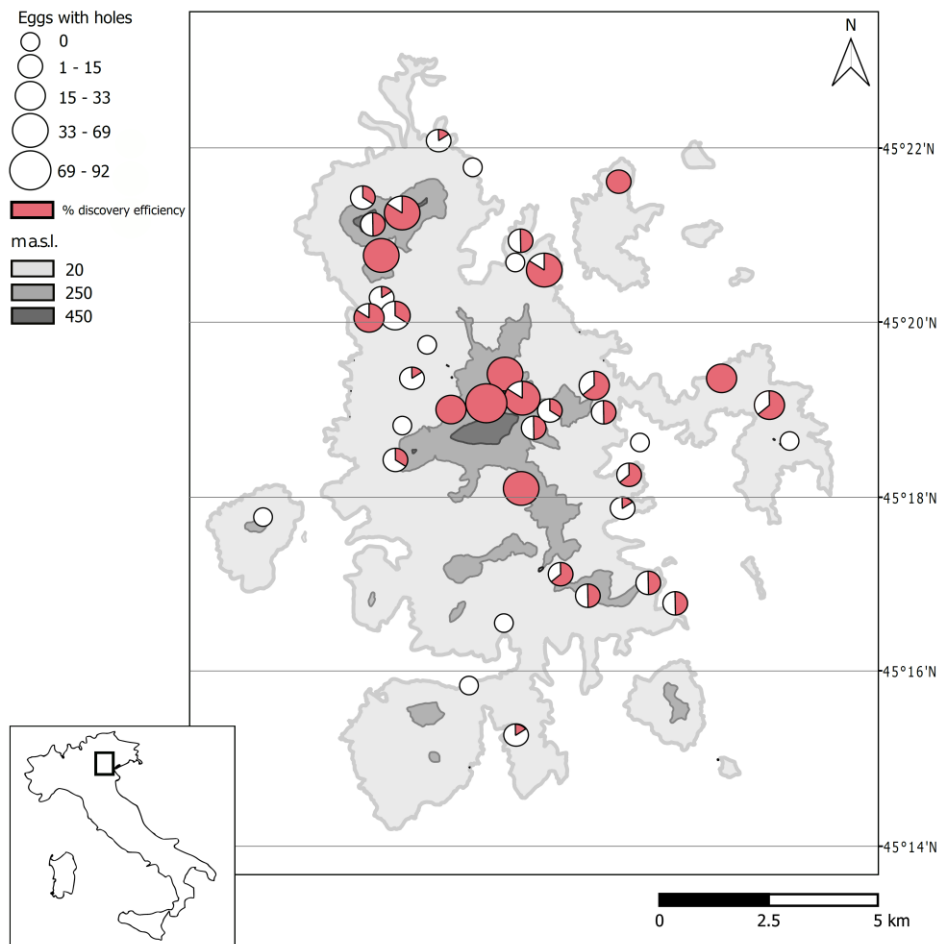 Eggs with holes
0
1 - 15
15 - 33
33 - 69
69 - 92
% discovery efficiency
m a.s.l.
20
250
450
N
45°22'N
45°20'N
45°18'N
45°16'N
45°14'N
0 2.5 5 km